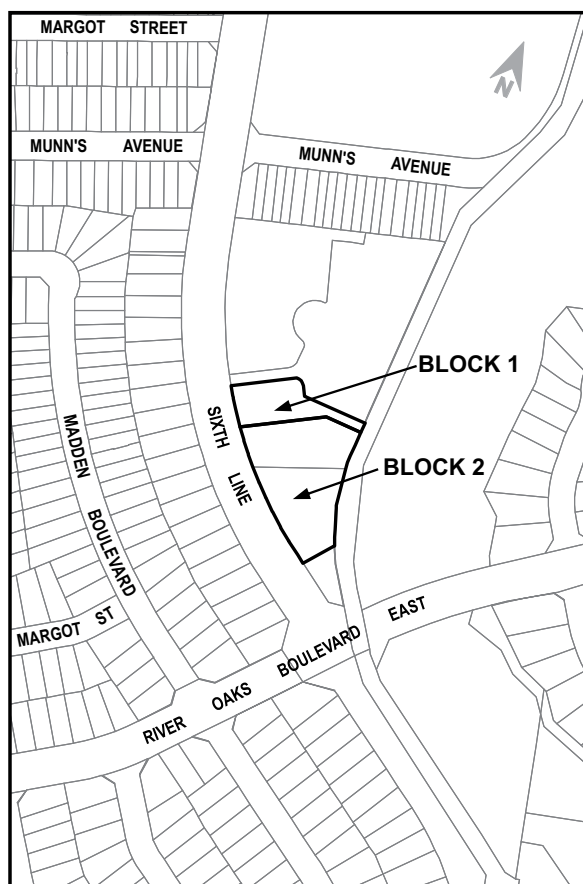 MARGOT STREET
N
MUNN'S AVENUE
MUNN'S AVENUE
BLOCK 1
SIXTH LINE
MADDEN BOULEVARD
BLOCK 2
MARGOT ST
RIVER OAKS BOULEVARD EAST